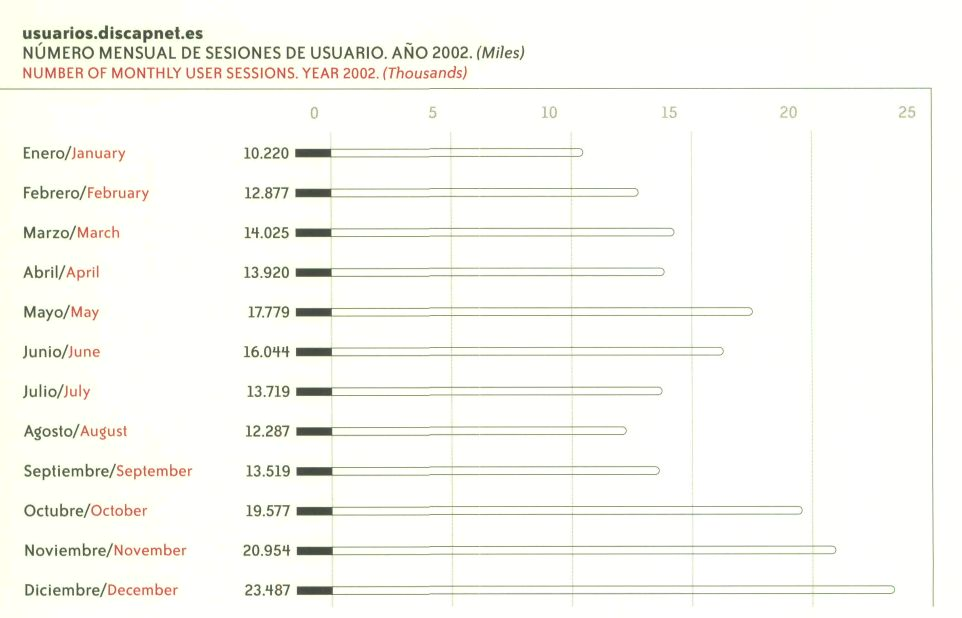 usuarios.discapnet.es
NÚMERO MENSUAL DE SESIONES DE USUARIO. AÑO 2002. (Miles)
NUMBER OF MONTHLY USER SESSIONS. YEAR 2002. (Thousands)
0 5 10 15 20 25
Enero/January 10.220
Febrero/February 12.877
Marzo/March 14.025
Abril/April 13.920
Mayo/May 17.779
Junio/June 16.044
Julio/July 13.719
Agosto/August 12.287
Septiembre/September 13.519
Octubre/October 19.577
Noviembre/November 20.954
Diciembre/December 23.487